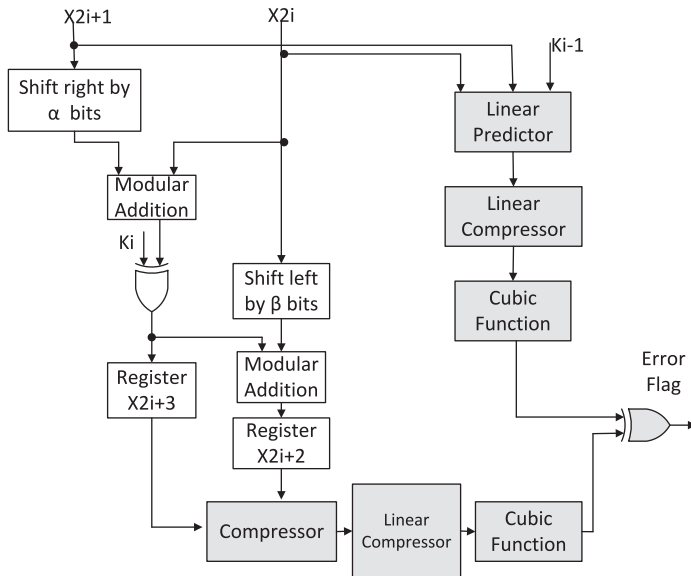 X2i+1
X2i
Ki-1
Shift right by
α bits
Linear
Predictor
Modular
Addition
Linear
Compressor
Ki
Shift left
by β bits
Cubic
Function
Error
Flag
Register
X2i+3
Modular
Addition
Register
X2i+2
Compressor
Linear
Compressor
Cubic
Function